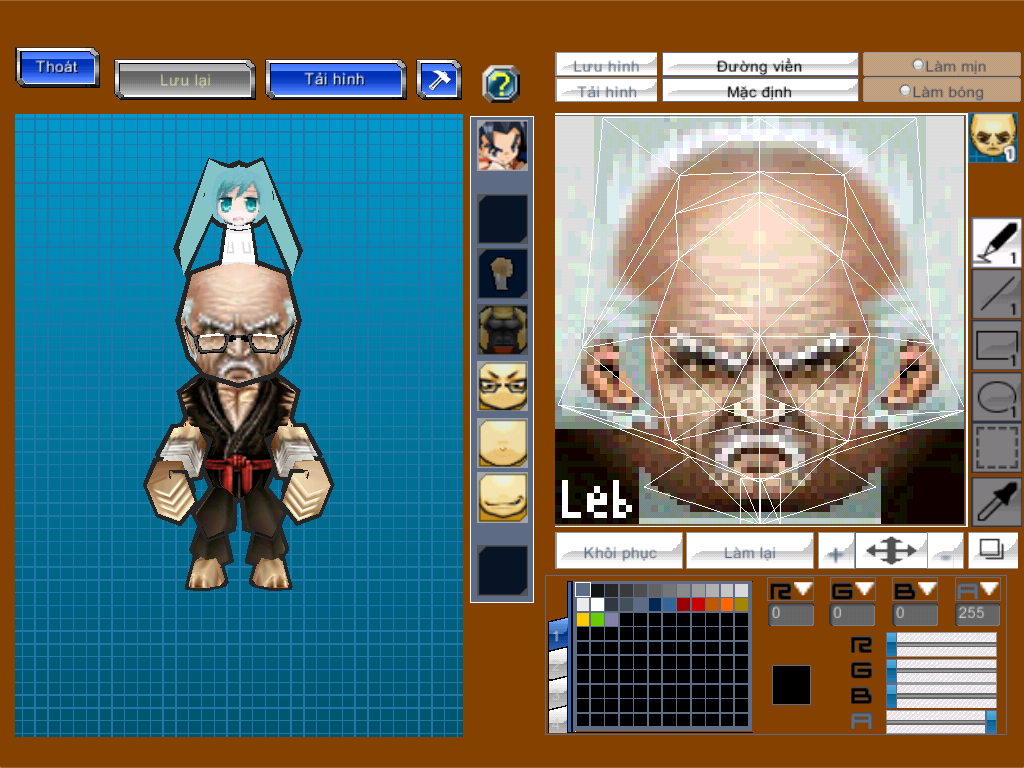 Thoát
Lưu lại
Tải hình
?
Lưu hình
Đường viền
Làm mịn
Tải hình
Mặc định
Làm bóng
0
1
1
1
1
Leb
Khôi phục
Làm lại
+
-
R G B A
0 0 0 255
1
R
G
B
A